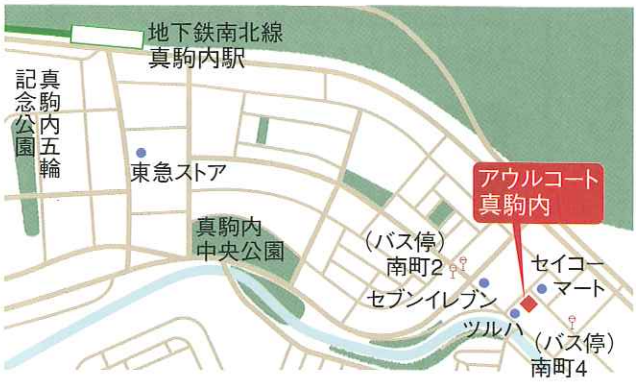 地下鉄南北線
真駒内駅
真駒内五輪
記念公園
東急ストア
アウルコート
真駒内
真駒内
中央公園
(バス停)
南町2
セイコー
マート
セブンイレブン
ツルハ
(バス停)
南町4